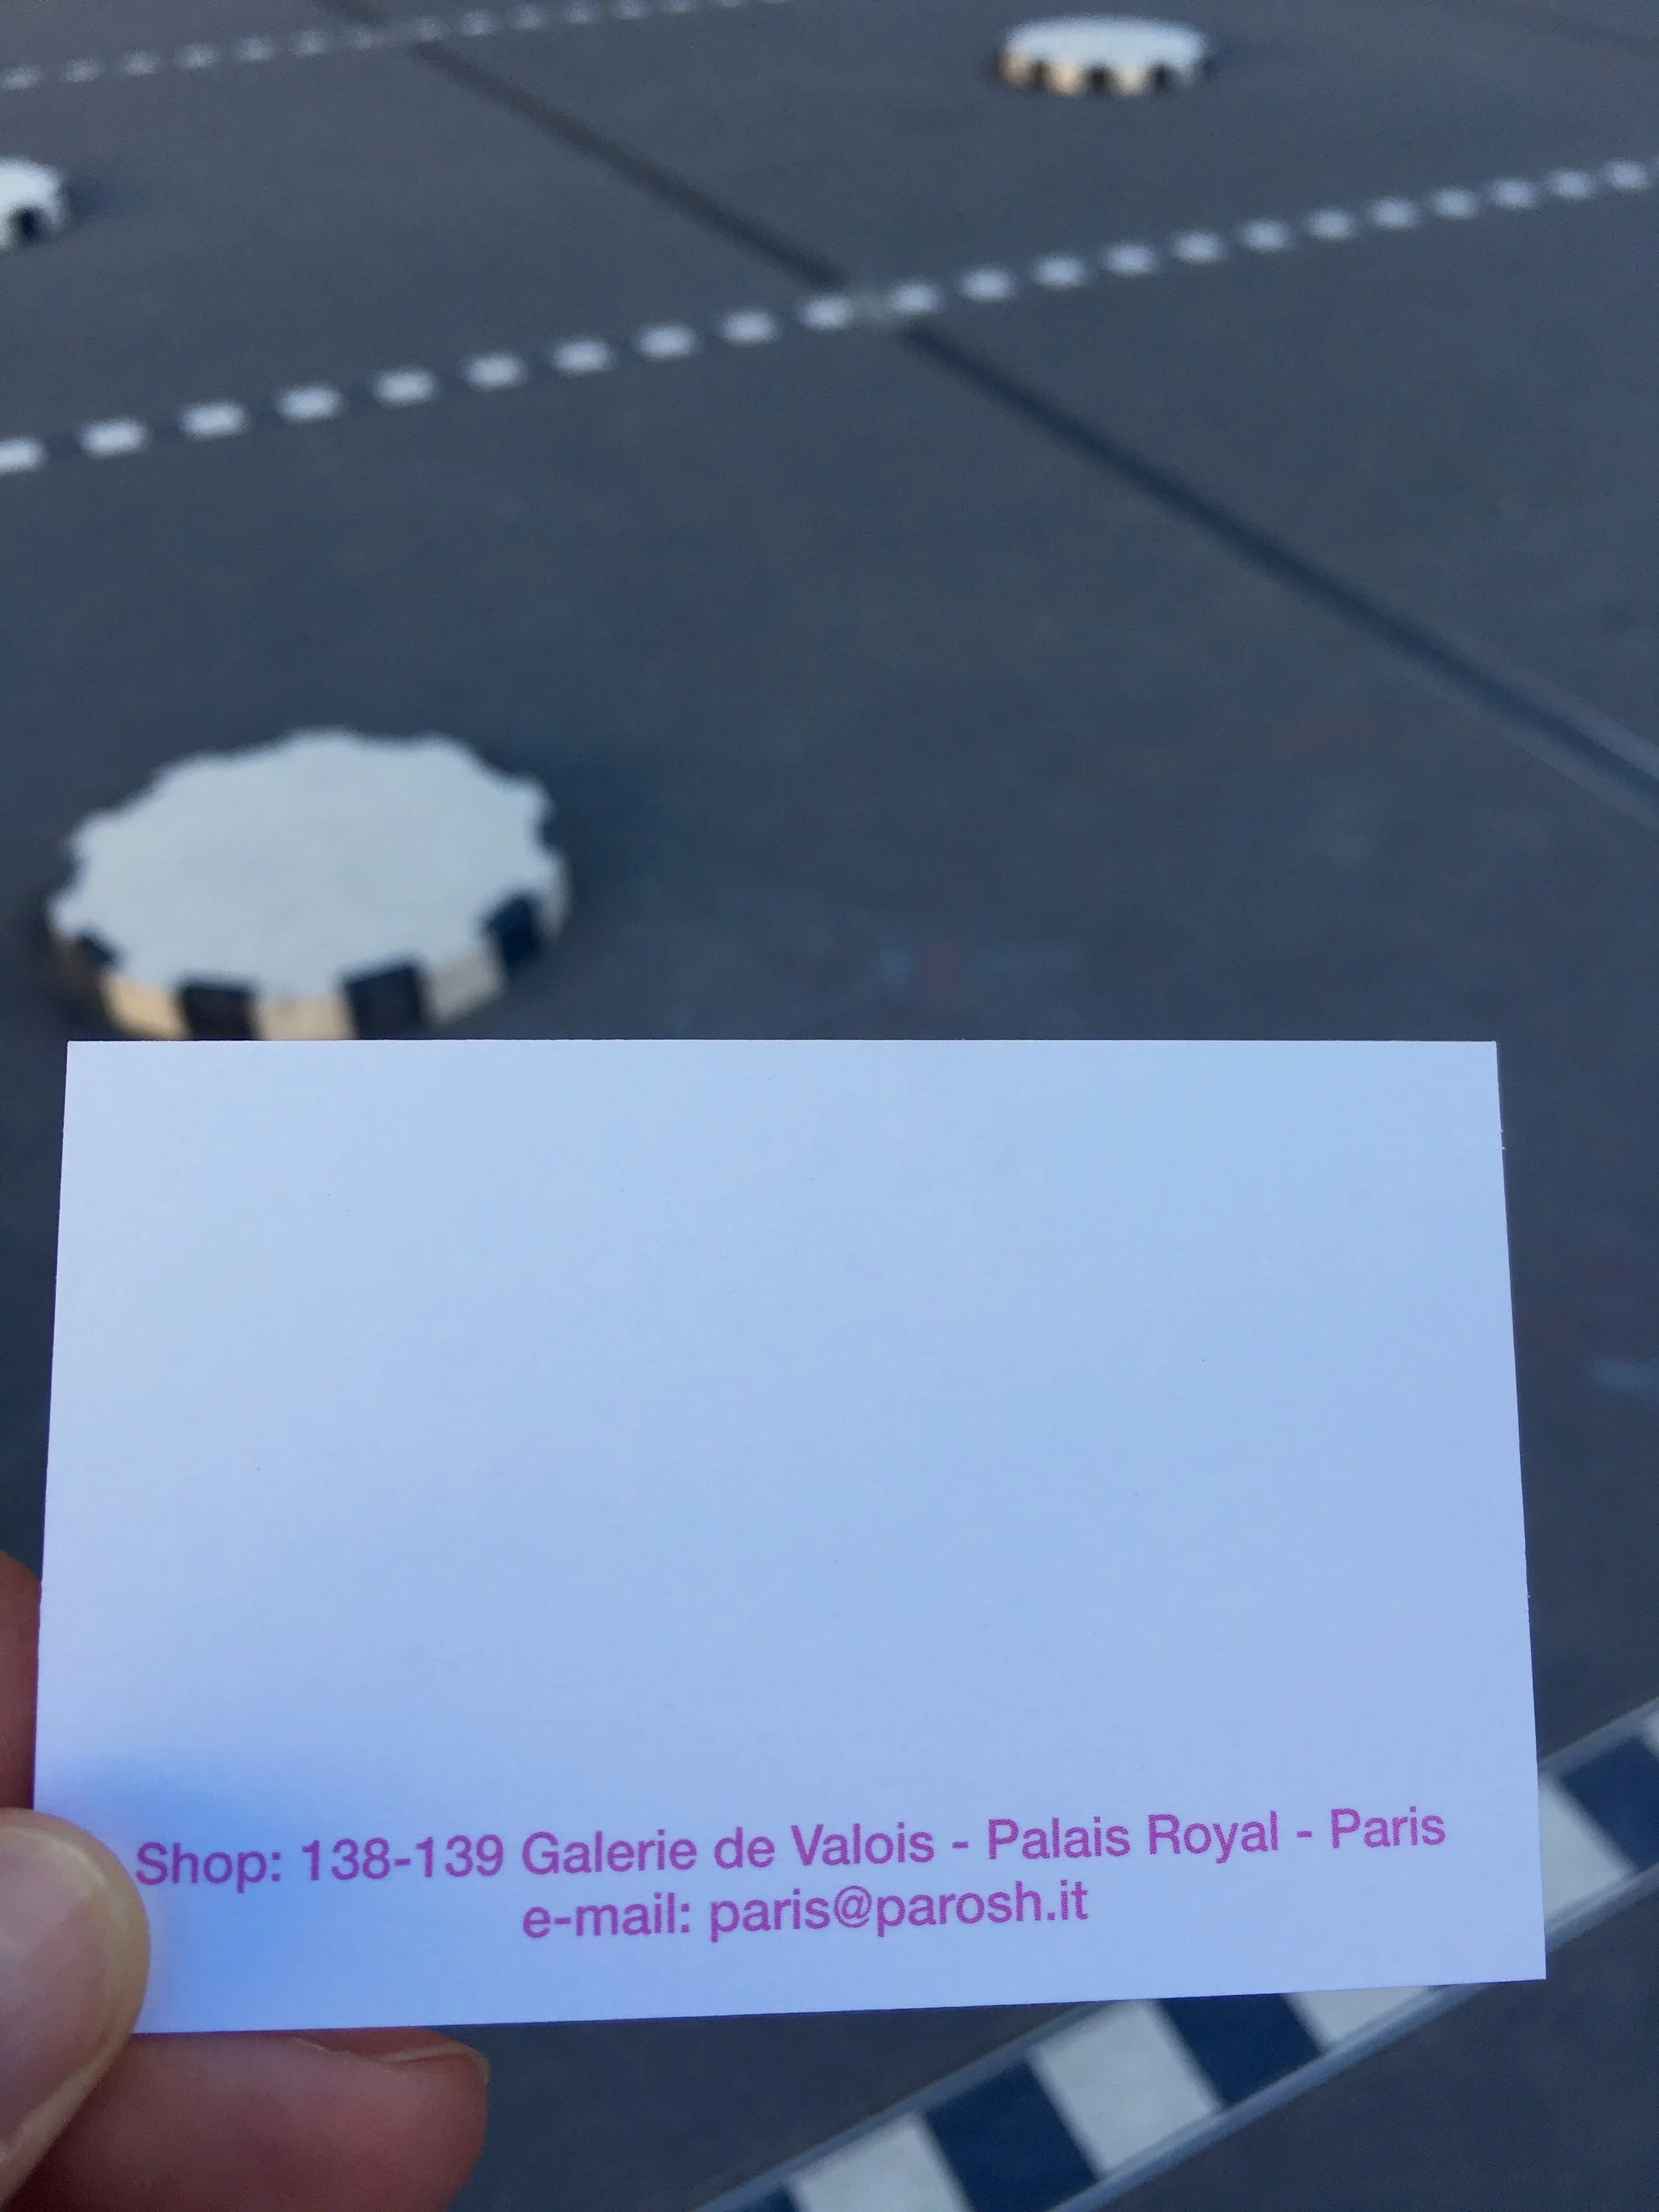 Shop: 138-139 Galerie de Valois - Palais Royal - Paris
e-mail: paris@parosh.it